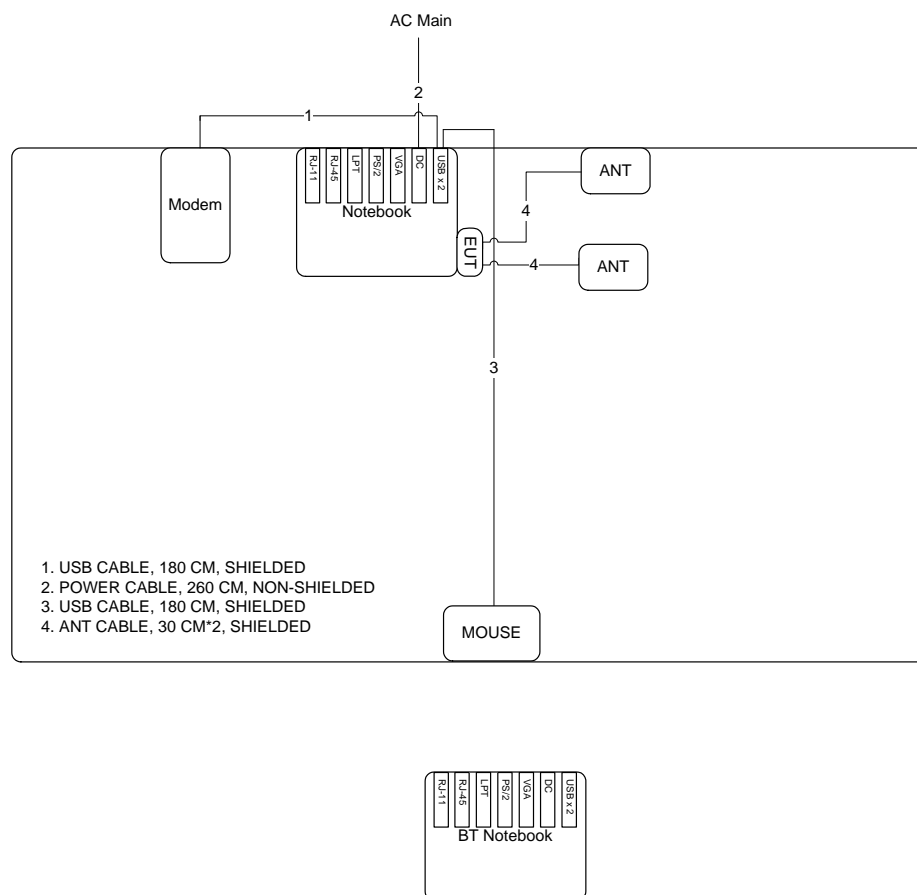 AC Main
2
1
RJ-11
RJ-45
LPT
PS/2
VGA
DC
USB x 2
ANT
Modem
Notebook
4
EUT
4
ANT
3
1. USB CABLE, 180 CM, SHIELDED
2. POWER CABLE, 260 CM, NON-SHIELDED
3. USB CABLE, 180 CM, SHIELDED
4. ANT CABLE, 30 CM*2, SHIELDED
MOUSE
RJ-11
RJ-45
LPT
PS/2
VGA
DC
USB x 2
BT Notebook